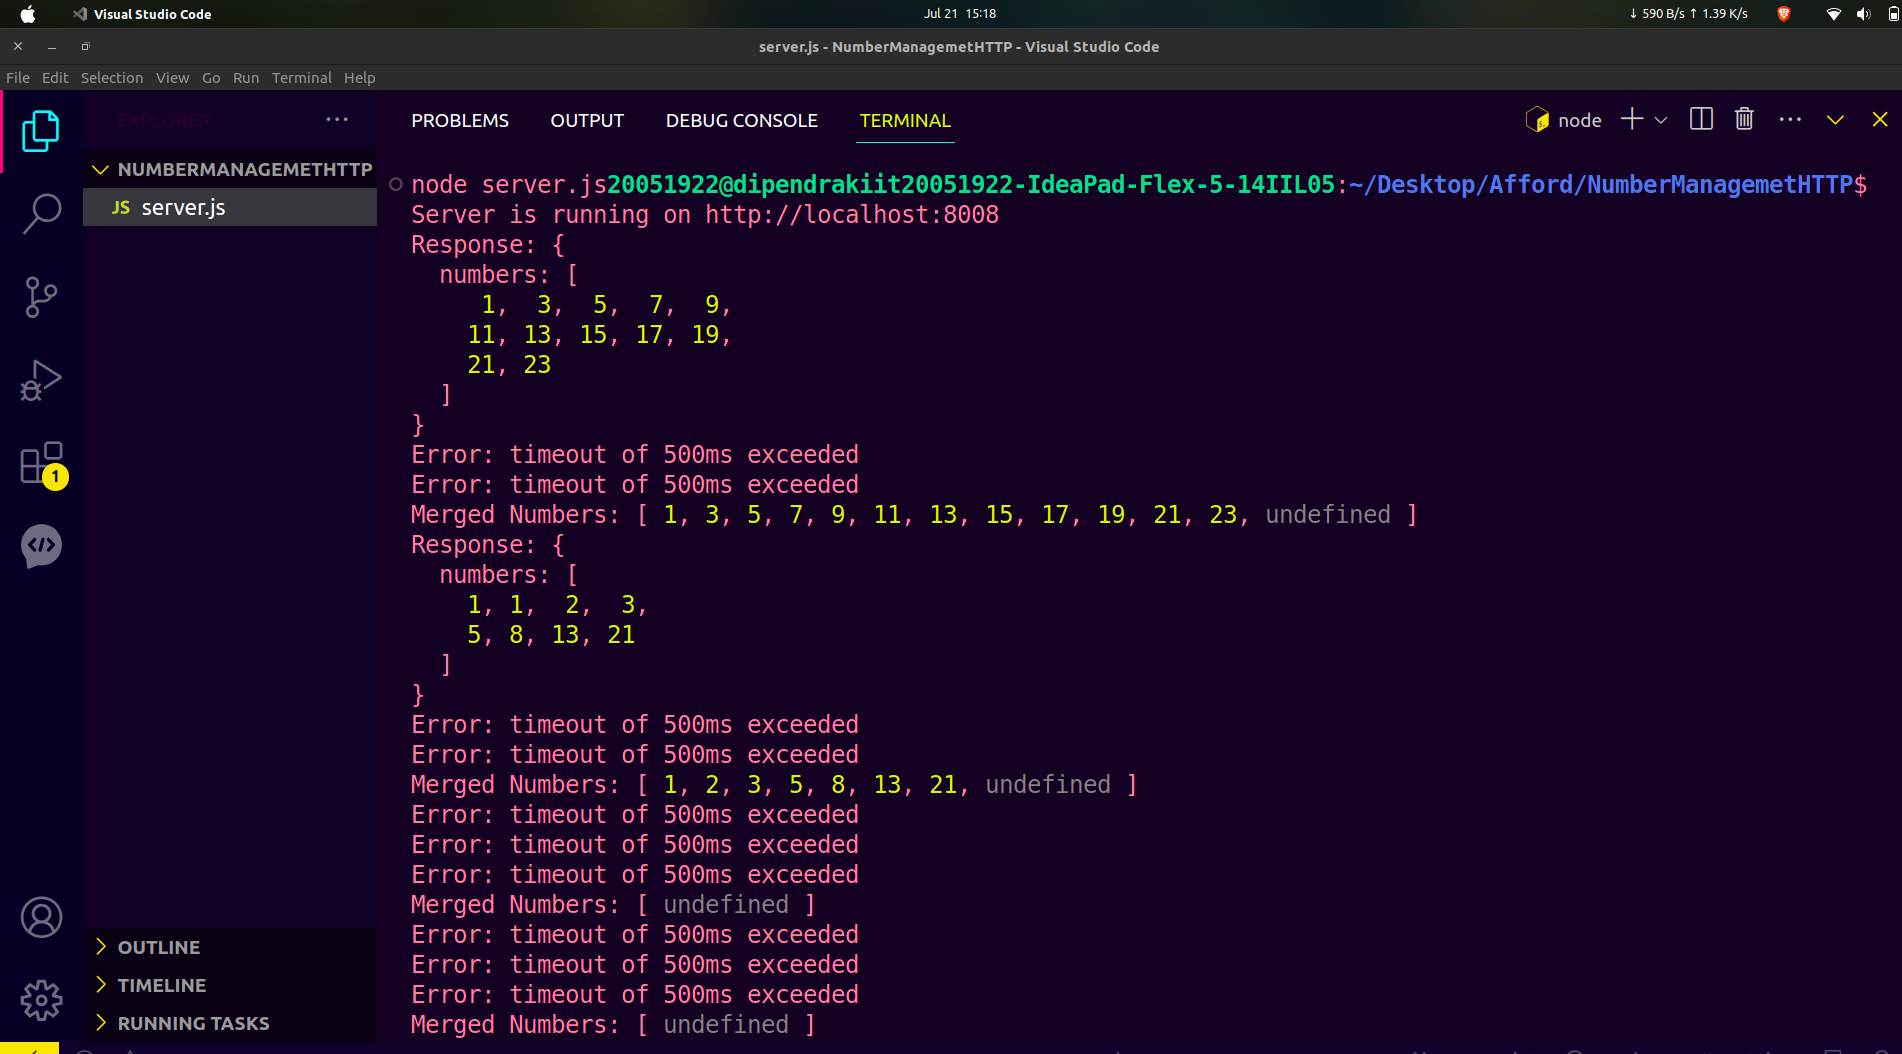 Visual Studio Code
Jul 21 15:18
↓ 590 B/s ↑ 1.39 K/s
server.js - NumberManagemetHTTP - Visual Studio Code
File Edit Selection View Go Run Terminal Help
EXPLORER
PROBLEMS OUTPUT DEBUG CONSOLE TERMINAL
node
NUMBERMANAGEMETHTTP
JS server.js
1
OUTLINE
TIMELINE
RUNNING TASKS
node server.js20051922@dipendrakiit20051922-IdeaPad-Flex-5-14IIL05:~/Desktop/Afford/NumberManagemetHTTP$
Server is running on http://localhost:8008
Response: {
numbers: [
1, 3, 5, 7, 9,
11, 13, 15, 17, 19,
21, 23
]
}
Error: timeout of 500ms exceeded
Error: timeout of 500ms exceeded
Merged Numbers: [ 1, 3, 5, 7, 9, 11, 13, 15, 17, 19, 21, 23, undefined ]
Response: {
numbers: [
1, 1, 2, 3,
5, 8, 13, 21
]
}
Error: timeout of 500ms exceeded
Error: timeout of 500ms exceeded
Merged Numbers: [ 1, 2, 3, 5, 8, 13, 21, undefined ]
Error: timeout of 500ms exceeded
Error: timeout of 500ms exceeded
Error: timeout of 500ms exceeded
Merged Numbers: [ undefined ]
Error: timeout of 500ms exceeded
Error: timeout of 500ms exceeded
Error: timeout of 500ms exceeded
Merged Numbers: [ undefined ]